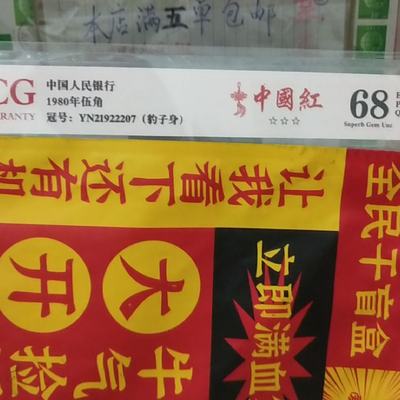 本店满五单包邮
CG
RANTY
中国人民银行
1980年伍角
冠号：YN21922207（豹子身）
中國紅
☆☆☆
68
Superb Gem Unc
E
P
Q
让我看下还有机
大开
牛气捡
立即满血
全民干盲盒